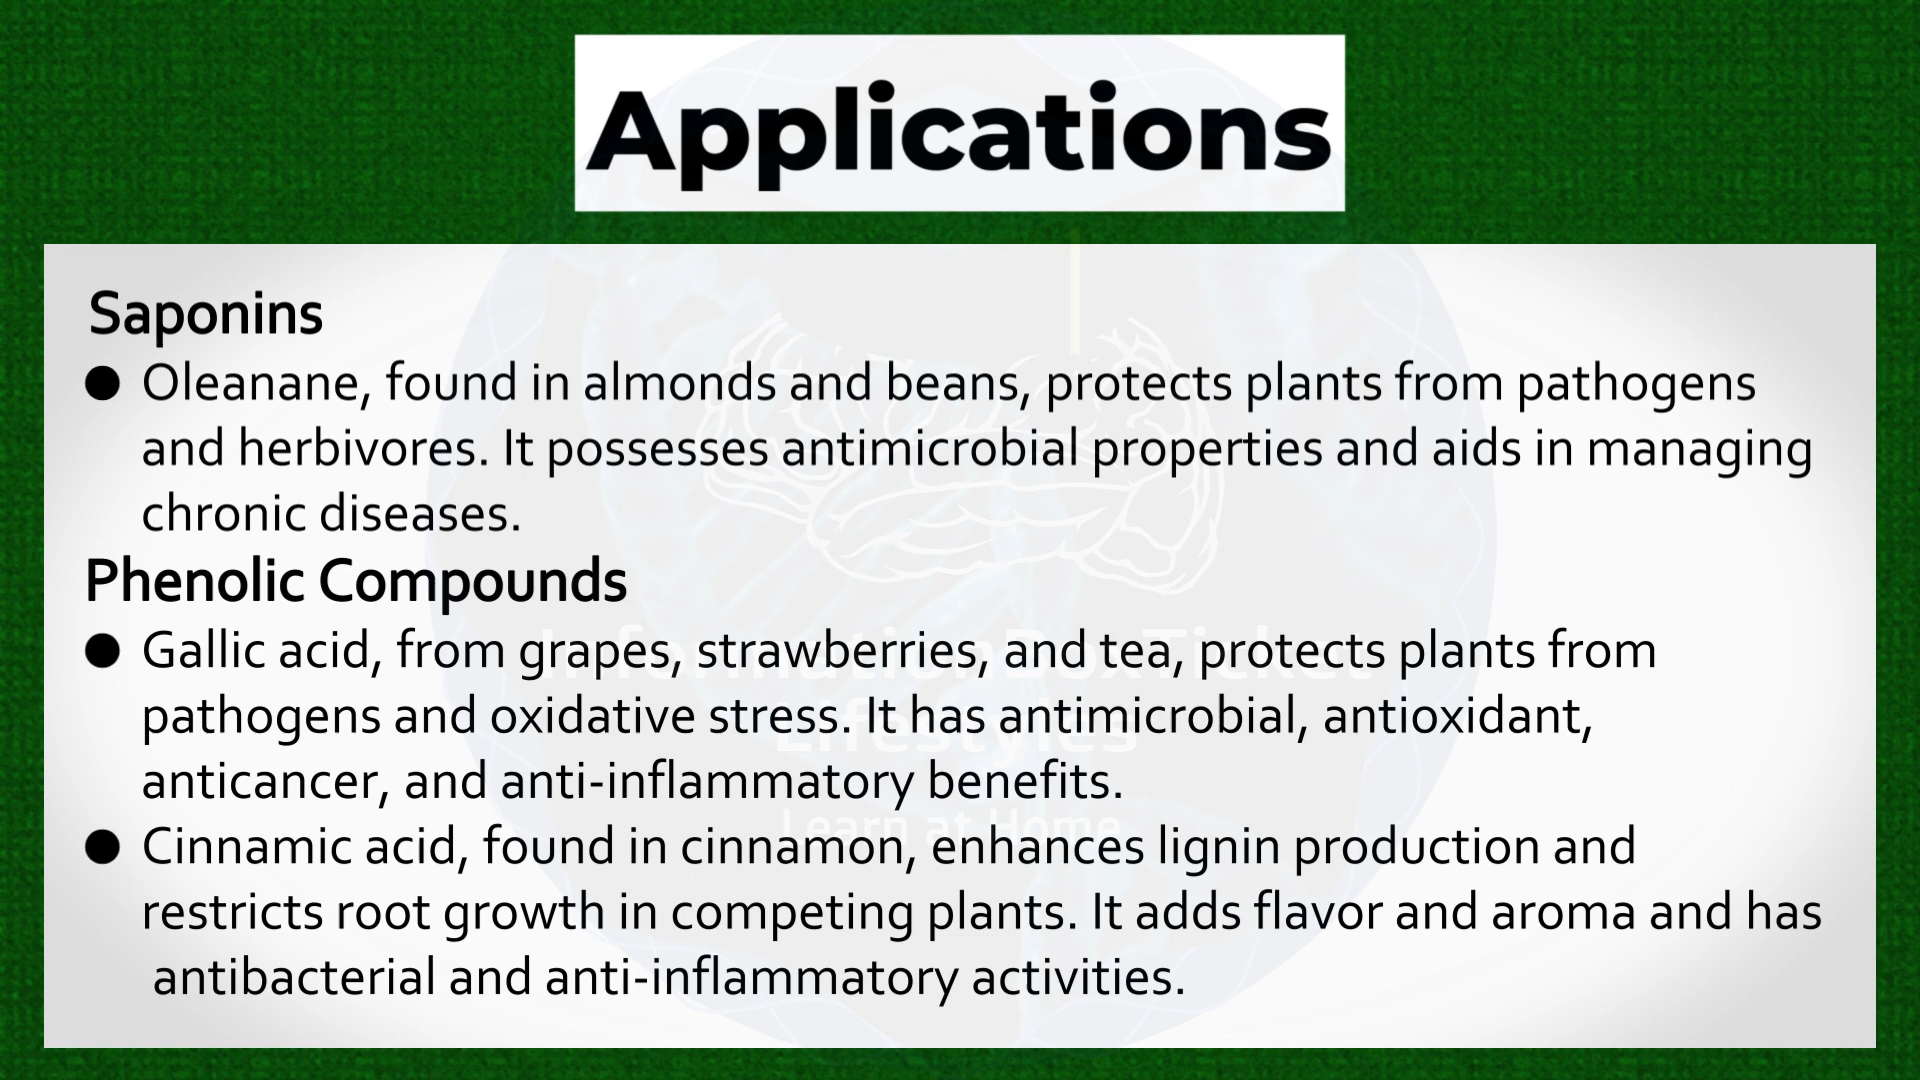 Applications
Saponins
● Oleanane, found in almonds and beans, protects plants from pathogens
and herbivores. It possesses antimicrobial properties and aids in managing
chronic diseases.
Phenolic Compounds
● Gallic acid, from grapes, strawberries, and tea, protects plants from
pathogens and oxidative stress. It has antimicrobial, antioxidant,
anticancer, and anti-inflammatory benefits.
● Cinnamic acid, found in cinnamon, enhances lignin production and
restricts root growth in competing plants. It adds flavor and aroma and has
antibacterial and anti-inflammatory activities.
Lifestyles
Learn at Home